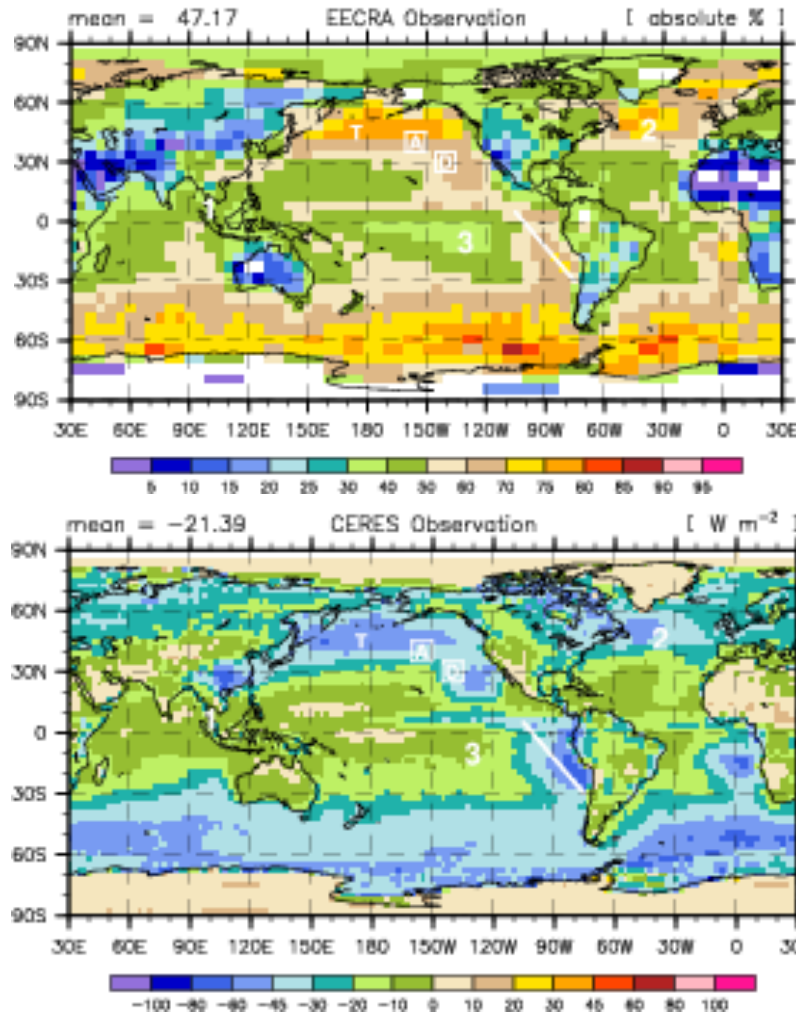 mean = 47.17 EECRA Observation [ absolute % ]
90N
60N
T 2
A
30N
O
1
0
3
30S
60S
90S
30E 60E 90E 120E 150E 180 150W 120W 90W 60W 30W 0 30E
5 10 15 20 25 30 40 50 60 70 75 80 85 90 95
mean = -21.39 CERES Observation [ W m⁻² ]
90N
60N
T 2
A
30N
O
1
0
3
30S
60S
90S
30E 60E 90E 120E 150E 180 150W 120W 90W 60W 30W 0 30E
-100 -80 -60 -45 -30 -20 -10 0 10 20 30 45 60 80 100